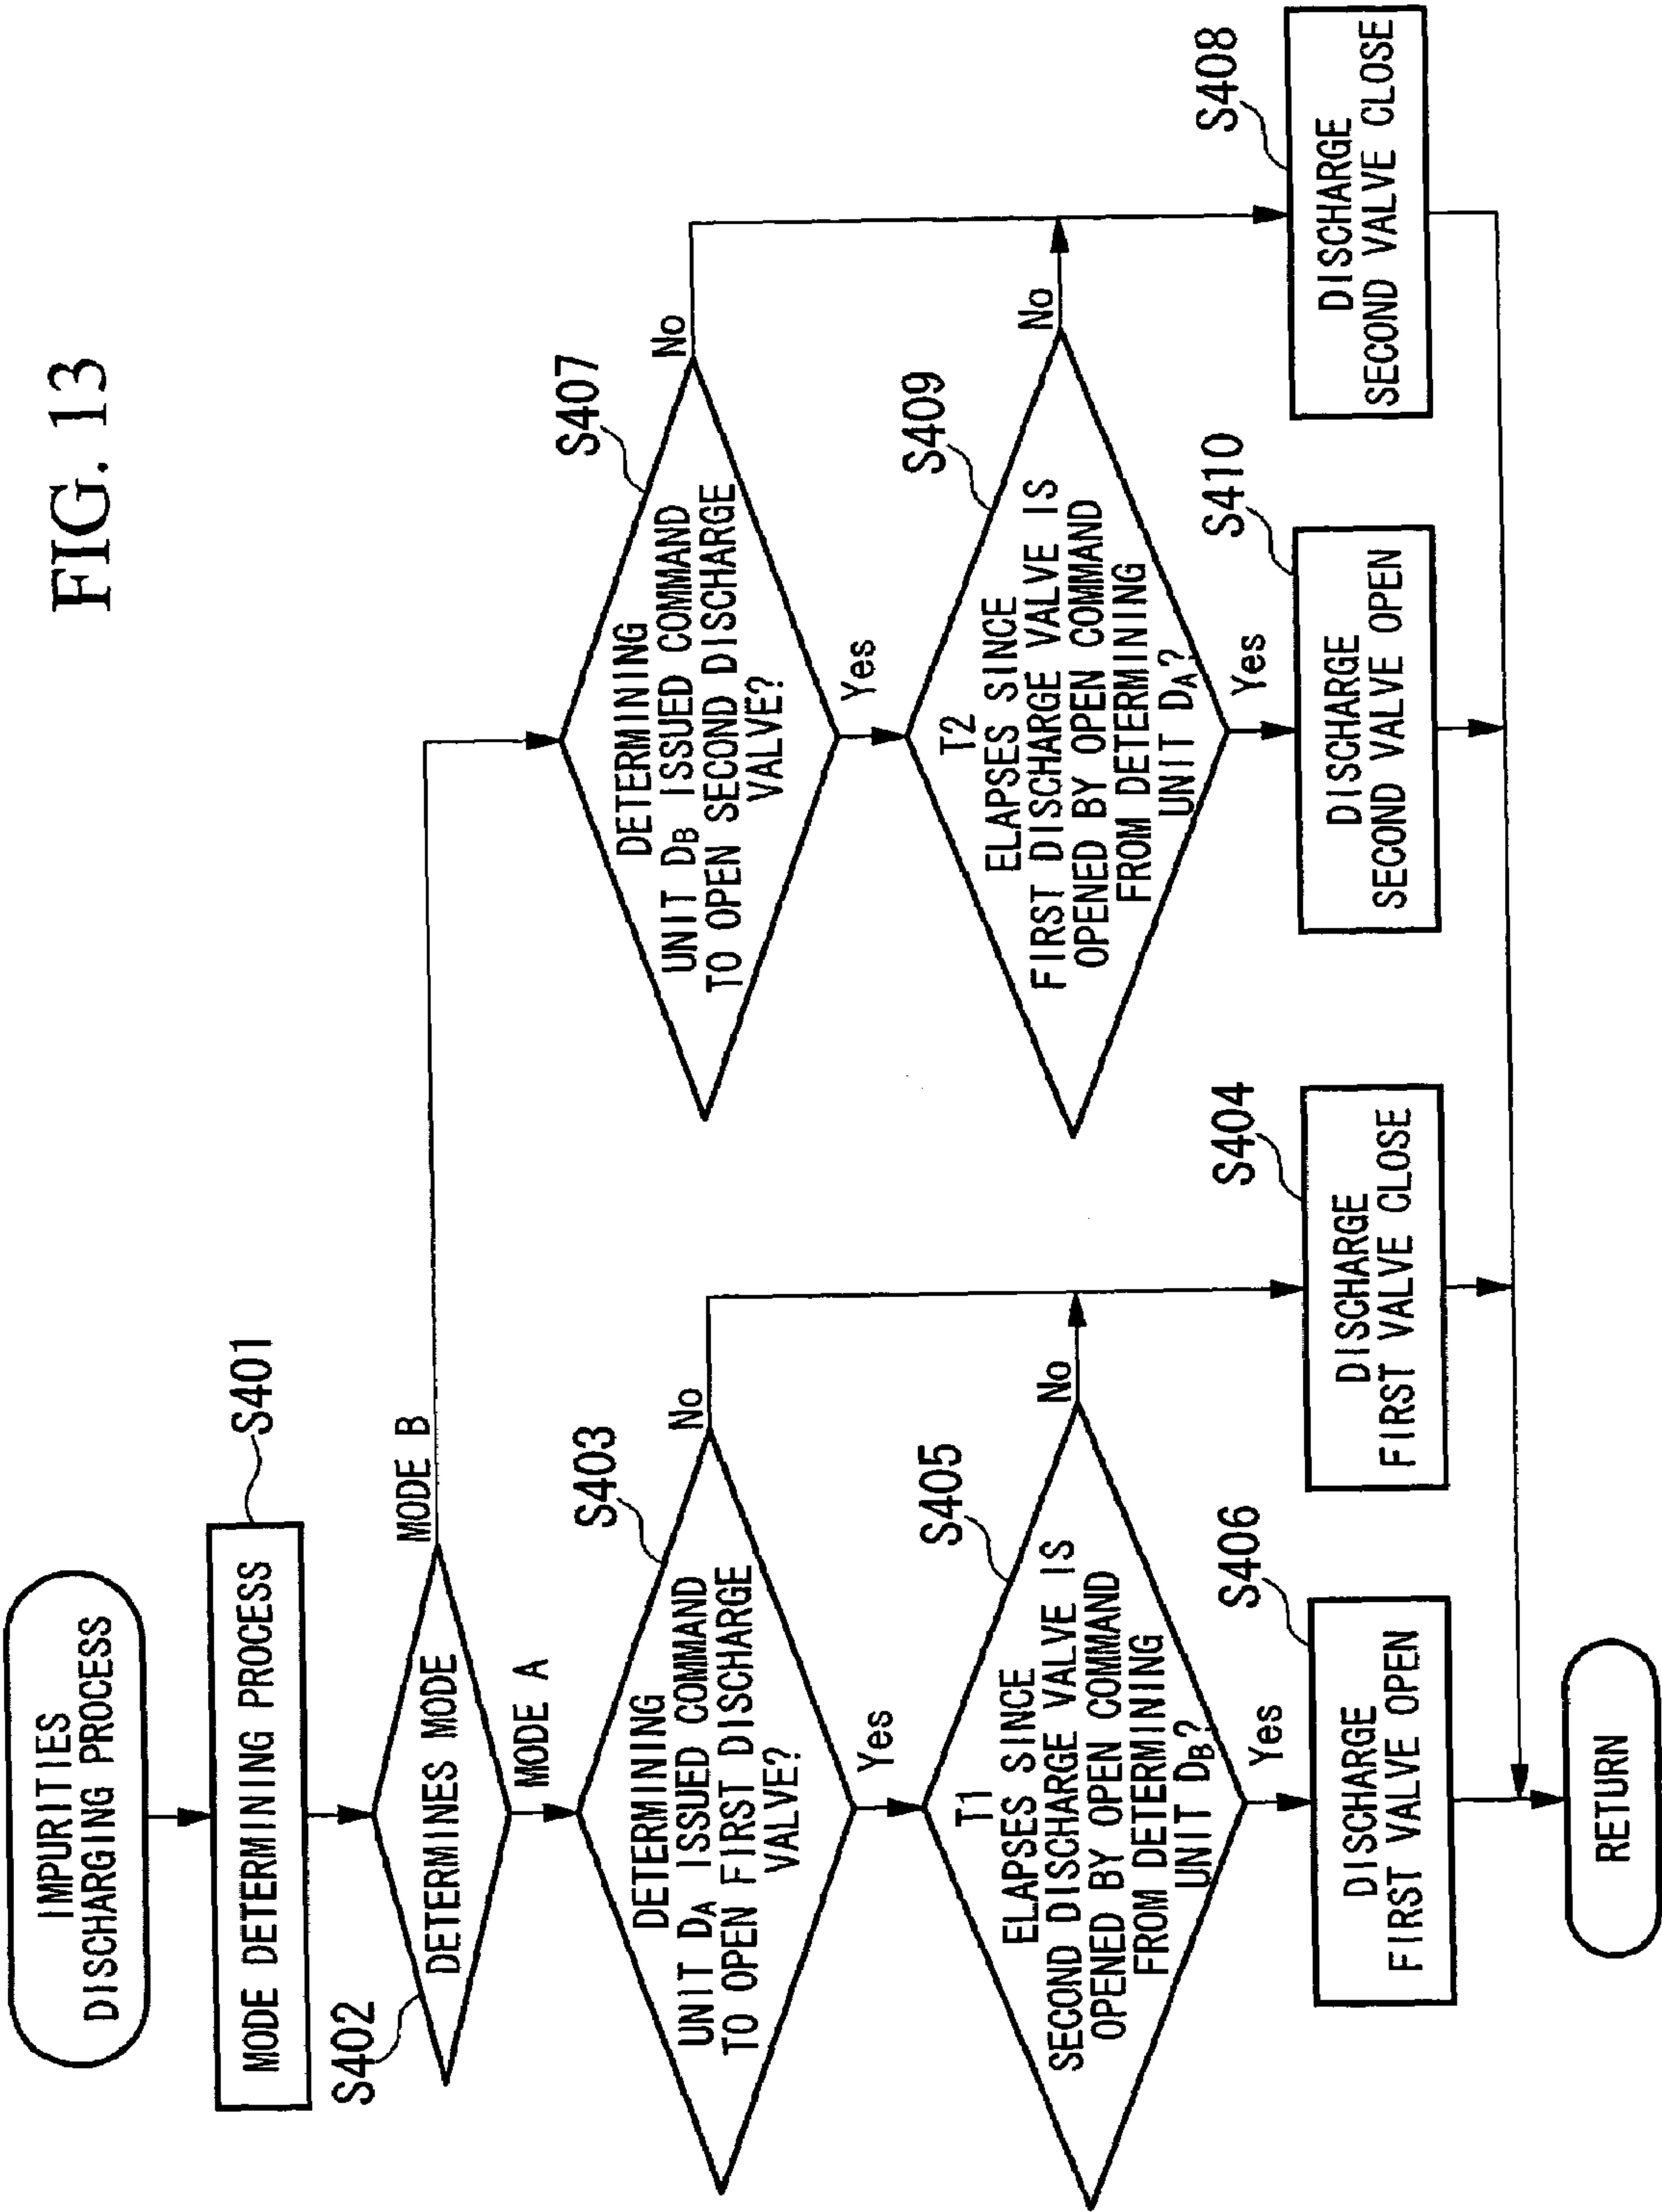 FIG. 13
IMPURITIES
DISCHARGING PROCESS
S401
MODE DETERMINING PROCESS
S402
DETERMINES MODE
MODE B
MODE A
S403
DETERMINING
UNIT DA ISSUED COMMAND
TO OPEN FIRST DISCHARGE
VALVE?
No
Yes
S405
T1
ELAPSES SINCE
SECOND DISCHARGE VALVE IS
OPENED BY OPEN COMMAND
FROM DETERMINING
UNIT DB?
No
Yes
S406
DISCHARGE
FIRST VALVE OPEN
S404
DISCHARGE
FIRST VALVE CLOSE
S407
DETERMINING
UNIT DB ISSUED COMMAND
TO OPEN SECOND DISCHARGE
VALVE?
No
Yes
S409
T2
ELAPSES SINCE
FIRST DISCHARGE VALVE IS
OPENED BY OPEN COMMAND
FROM DETERMINING
UNIT DA?
No
Yes
S410
DISCHARGE
SECOND VALVE OPEN
S408
DISCHARGE
SECOND VALVE CLOSE
RETURN